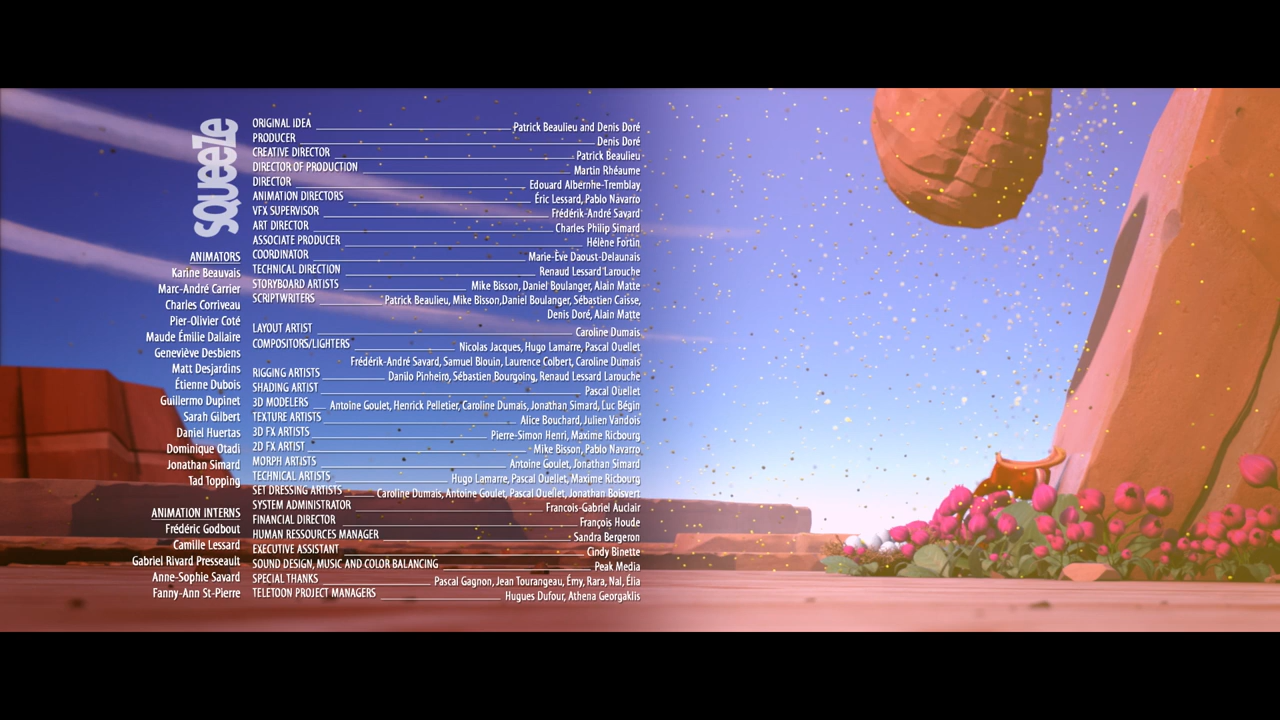 squeeze
ORIGINAL IDEA Patrick Beaulieu and Denis Doré
PRODUCER Denis Doré
CREATIVE DIRECTOR Patrick Beaulieu
DIRECTOR OF PRODUCTION Martin Rhéaume
DIRECTOR Edouard Albernhe-Tremblay
ANIMATION DIRECTORS Éric Lessard, Pablo Navarro
VFX SUPERVISOR Frédérik-André Savard
ART DIRECTOR Charles Philip Simard
ASSOCIATE PRODUCER Hélène Fortin
COORDINATOR Marie-Ève Daoust-Delaunais
TECHNICAL DIRECTION Renaud Lessard Larouche
STORYBOARD ARTISTS Mike Bisson, Daniel Boulanger, Alain Matte
SCRIPTWRITERS Patrick Beaulieu, Mike Bisson,Daniel Boulanger, Sébastien Caisse,
Denis Doré, Alain Matte
LAYOUT ARTIST Caroline Dumais
COMPOSITORS/LIGHTERS Nicolas Jacques, Hugo Lamarre, Pascal Ouellet
Frédérik-André Savard, Samuel Blouin, Laurence Colbert, Caroline Dumais
RIGGING ARTISTS Danilo Pinheiro, Sébastien Bourgoing, Renaud Lessard Larouche
SHADING ARTIST Pascal Ouellet
3D MODELERS Antoine Goulet, Henrick Pelletier, Caroline Dumais, Jonathan Simard, Luc Bégin
TEXTURE ARTISTS Alice Bouchard, Julien Vandois
3D FX ARTISTS Pierre-Simon Henri, Maxime Ricbourg
2D FX ARTIST Mike Bisson, Pablo Navarro
MORPH ARTISTS Antoine Goulet, Jonathan Simard
TECHNICAL ARTISTS Hugo Lamarre, Pascal Ouellet, Maxime Ricbourg
SET DRESSING ARTISTS Caroline Dumais, Antoine Goulet, Pascal Ouellet, Jonathan Boisvert
SYSTEM ADMINISTRATOR Francois-Gabriel Auclair
FINANCIAL DIRECTOR François Houde
HUMAN RESSOURCES MANAGER Sandra Bergeron
EXECUTIVE ASSISTANT Cindy Binette
SOUND DESIGN, MUSIC AND COLOR BALANCING Peak Media
SPECIAL THANKS Pascal Gagnon, Jean Tourangeau, Émy, Rara, Nal, Élia
TELETOON PROJECT MANAGERS Hugues Dufour, Athena Georgaklis
ANIMATORS
Karine Beauvais
Marc-André Carrier
Charles Corriveau
Pier-Olivier Coté
Maude Émilie Dallaire
Geneviève Desbiens
Matt Desjardins
Étienne Dubois
Guillermo Dupinet
Sarah Gilbert
Daniel Huertas
Dominique Otadi
Jonathan Simard
Tad Topping
ANIMATION INTERNS
Frédéric Godbout
Camille Lessard
Gabriel Rivard Presseault
Anne-Sophie Savard
Fanny-Ann St-Pierre